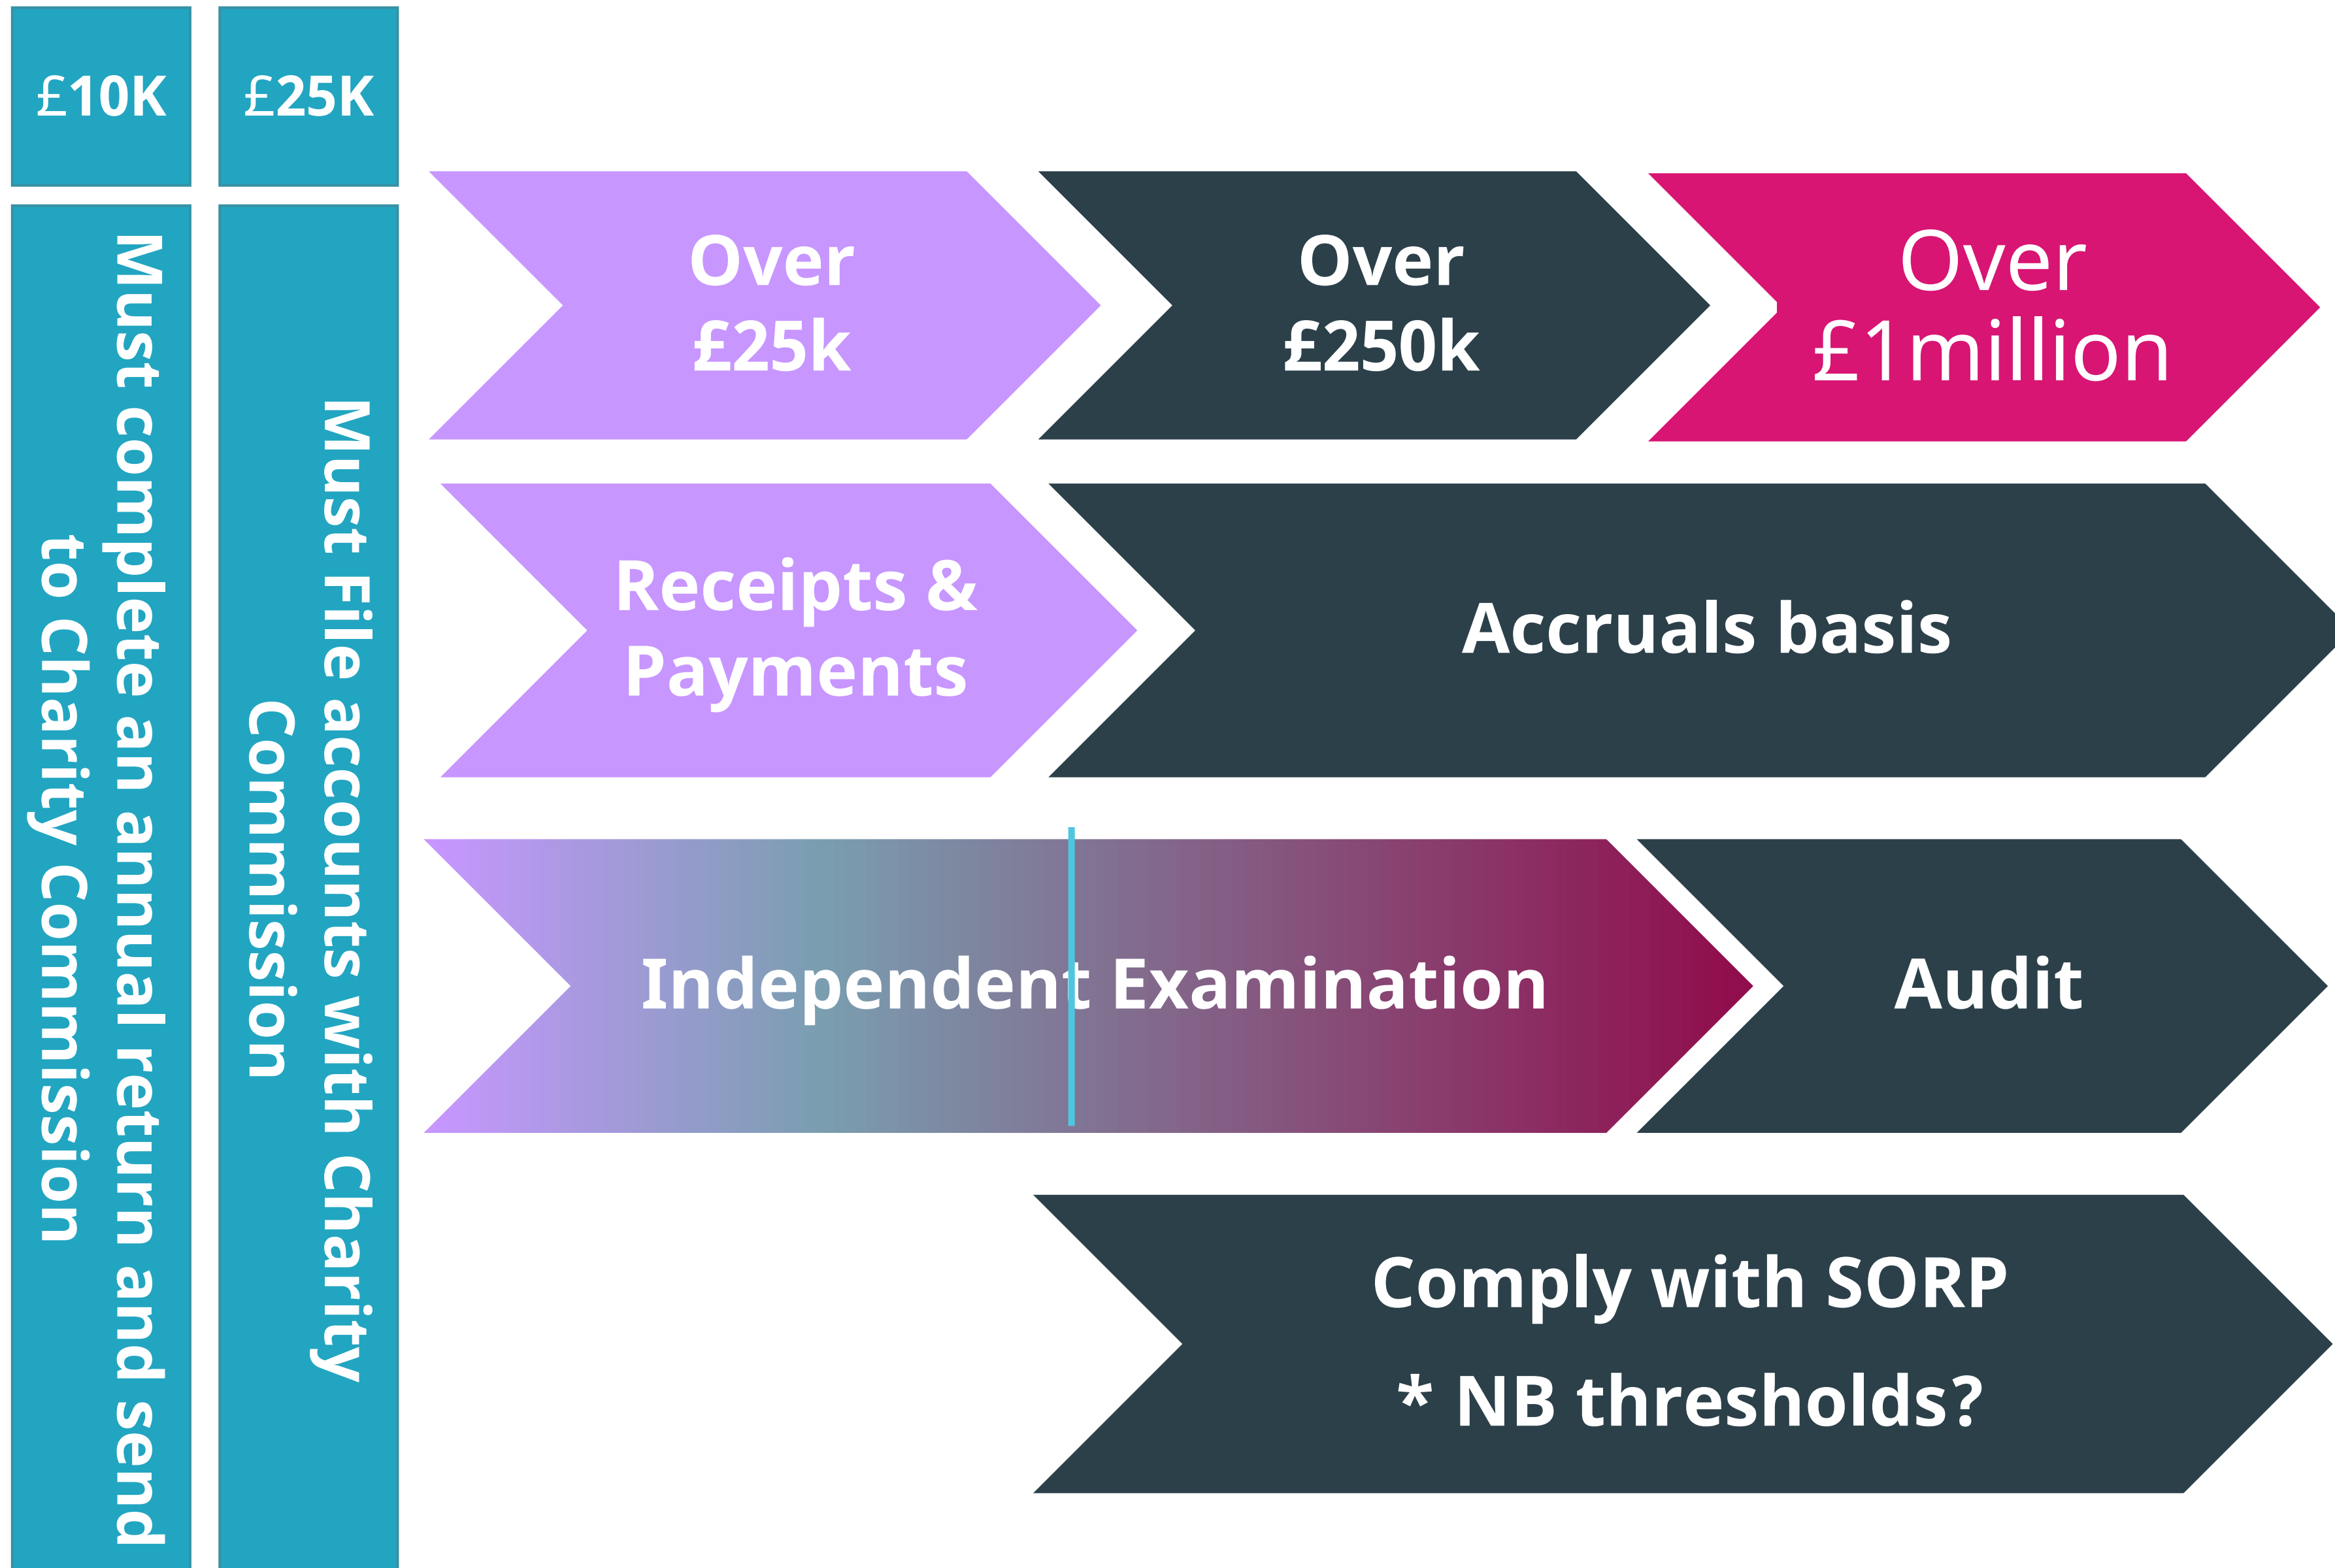 £10K
£25K
Must complete an annual return and send
to Charity Commission
Must File accounts with Charity
Commission
Over
£25k
Over
£250k
Over
£1million
Receipts &
Payments
Accruals basis
Independent Examination
Audit
Comply with SORP
* NB thresholds?